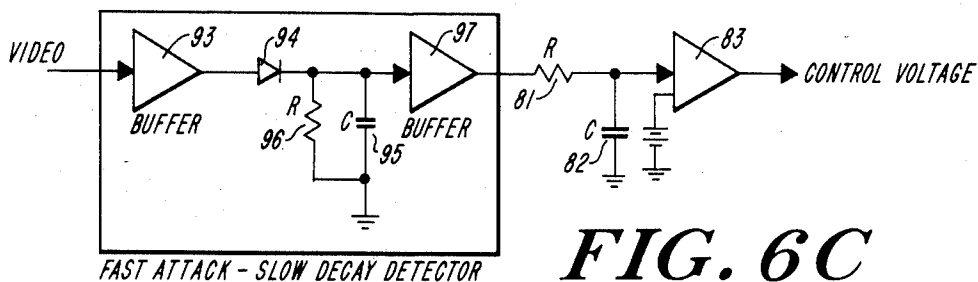 VIDEO
93
BUFFER
94
R
96
C
95
97
BUFFER
R
81
C
82
83
CONTROL VOLTAGE
FAST ATTACK - SLOW DECAY DETECTOR
FIG. 6C